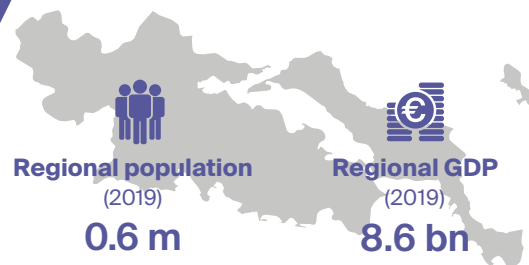 €
Regional population
(2019)
0.6 m
Regional GDP
(2019)
8.6 bn